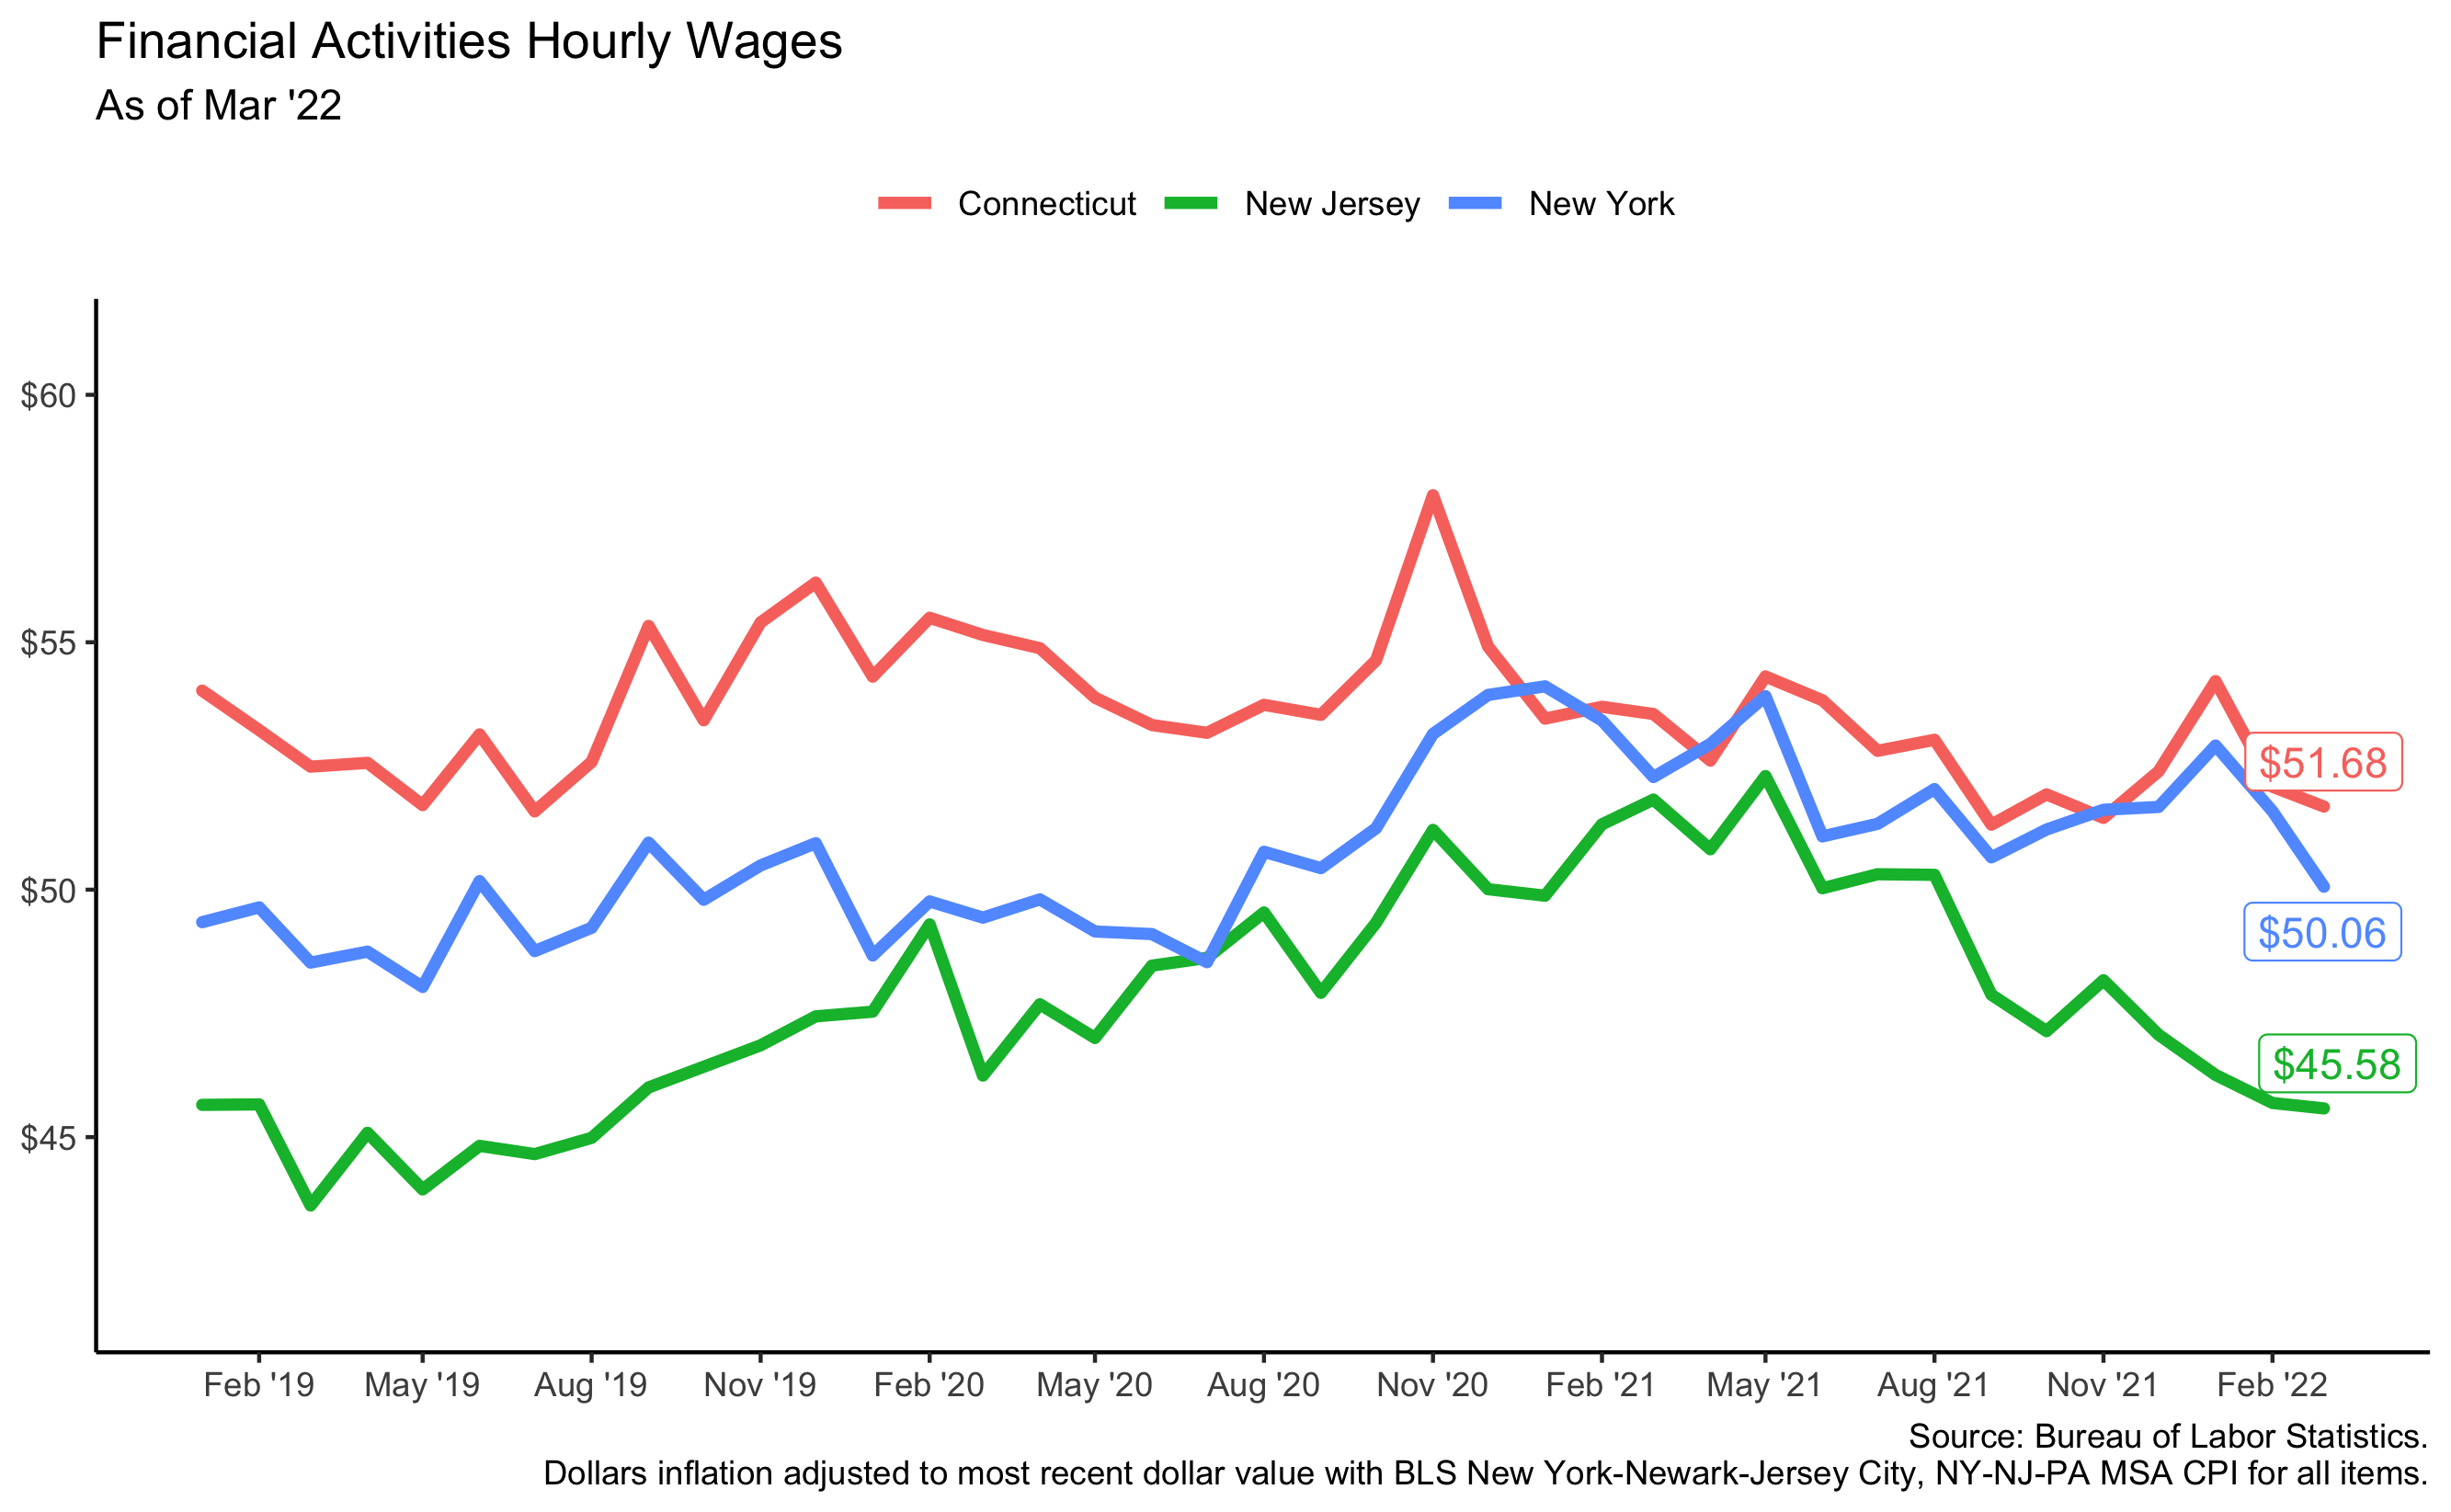 Financial Activities Hourly Wages
As of Mar '22
Connecticut New Jersey New York
$60
$55
$50
$45
$51.68
$50.06
$45.58
Feb '19 May '19 Aug '19 Nov '19 Feb '20 May '20 Aug '20 Nov '20 Feb '21 May '21 Aug '21 Nov '21 Feb '22
Source: Bureau of Labor Statistics.
Dollars inflation adjusted to most recent dollar value with BLS New York-Newark-Jersey City, NY-NJ-PA MSA CPI for all items.